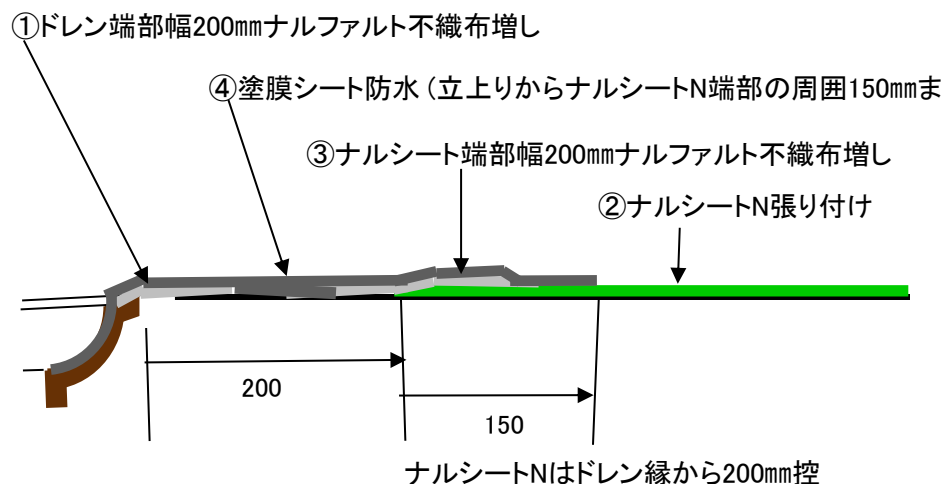 ①ドレン端部幅200㎜ナルファルト不織布増し
④塗膜シート防水（立上りからナルシートN端部の周囲150㎜ま
③ナルシート端部幅200㎜ナルファルト不織布増し
②ナルシートN張り付け
200
150
ナルシートNはドレン縁から200㎜控